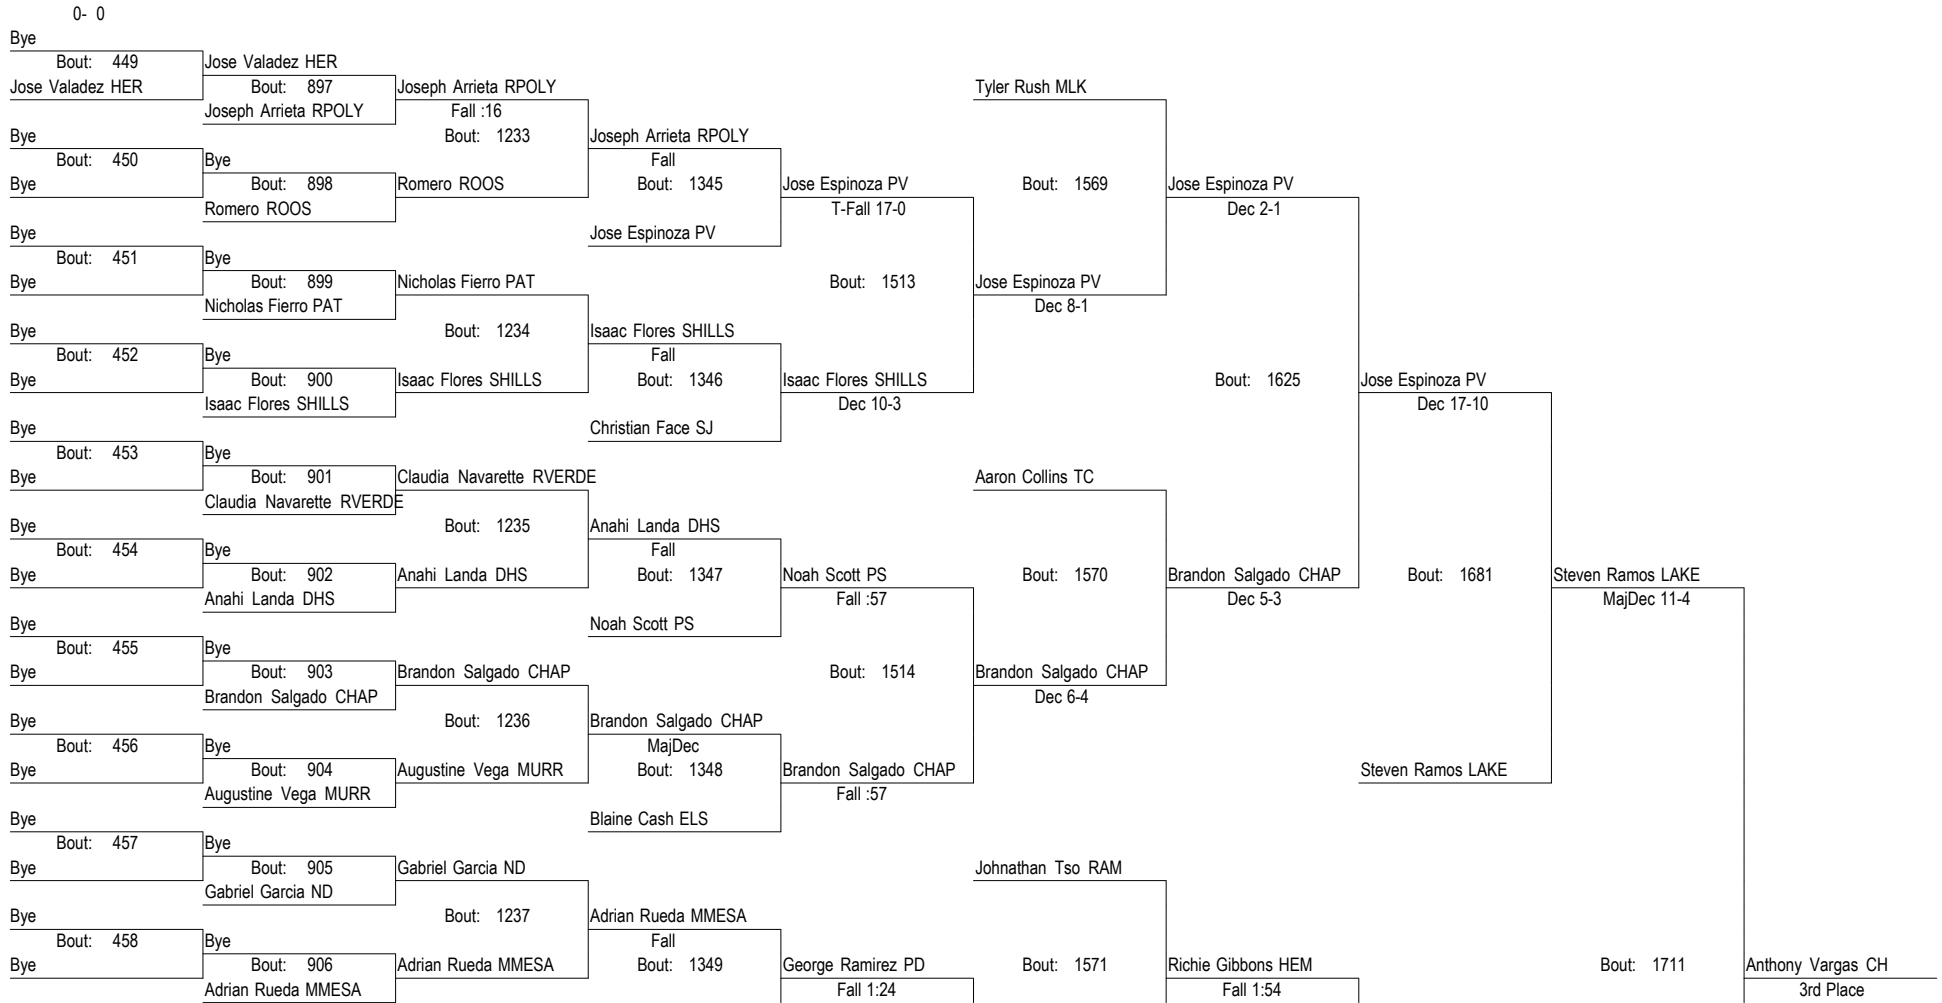 0- 0
Bye
Bout: 449 Jose Valadez HER
Jose Valadez HER Bout: 897 Joseph Arrieta RPOLY Tyler Rush MLK
Joseph Arrieta RPOLY Fall :16
Bye Bout: 1233 Joseph Arrieta RPOLY
Bout: 450 Bye Fall
Bye Bout: 898 Romero ROOS Bout: 1345 Jose Espinoza PV Bout: 1569 Jose Espinoza PV
Romero ROOS T-Fall 17-0 Dec 2-1
Bye Jose Espinoza PV
Bout: 451 Bye
Bye Bout: 899 Nicholas Fierro PAT Bout: 1513 Jose Espinoza PV
Nicholas Fierro PAT Dec 8-1
Bye Bout: 1234 Isaac Flores SHILLS
Bout: 452 Bye Fall
Bye Bout: 900 Isaac Flores SHILLS Bout: 1346 Isaac Flores SHILLS Bout: 1625 Jose Espinoza PV
Isaac Flores SHILLS Dec 10-3 Dec 17-10
Bye Christian Face SJ
Bout: 453 Bye
Bye Bout: 901 Claudia Navarette RVERDE Aaron Collins TC
Claudia Navarette RVERDE
Bye Bout: 1235 Anahi Landa DHS
Bout: 454 Bye Fall
Bye Bout: 902 Anahi Landa DHS Bout: 1347 Noah Scott PS Bout: 1570 Brandon Salgado CHAP Bout: 1681 Steven Ramos LAKE
Anahi Landa DHS Fall :57 Dec 5-3 MajDec 11-4
Bye Noah Scott PS
Bout: 455 Bye
Bye Bout: 903 Brandon Salgado CHAP Bout: 1514 Brandon Salgado CHAP
Brandon Salgado CHAP Dec 6-4
Bye Bout: 1236 Brandon Salgado CHAP
Bout: 456 Bye MajDec
Bye Bout: 904 Augustine Vega MURR Bout: 1348 Brandon Salgado CHAP Steven Ramos LAKE
Augustine Vega MURR Fall :57
Bye Blaine Cash ELS
Bout: 457 Bye
Bye Bout: 905 Gabriel Garcia ND Johnathan Tso RAM
Gabriel Garcia ND
Bye Bout: 1237 Adrian Rueda MMESA
Bout: 458 Bye Fall
Bye Bout: 906 Adrian Rueda MMESA Bout: 1349 George Ramirez PD Bout: 1571 Richie Gibbons HEM Bout: 1711 Anthony Vargas CH
Adrian Rueda MMESA Fall 1:24 Fall 1:54 3rd Place